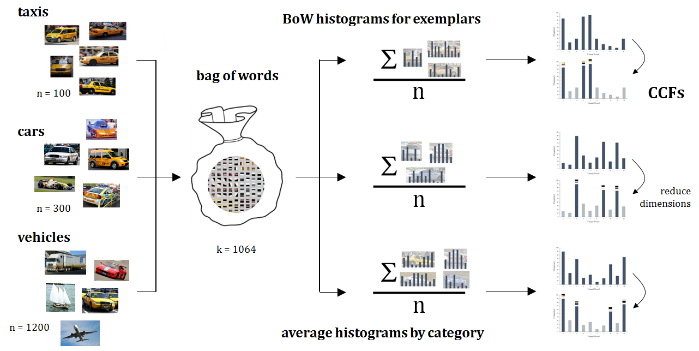 taxis
n = 100
cars
n = 300
vehicles
n = 1200
bag of words
k = 1064
BoW histograms for exemplars
Σ
n
Σ
n
Σ
n
average histograms by category
CCFs
reduce
dimensions